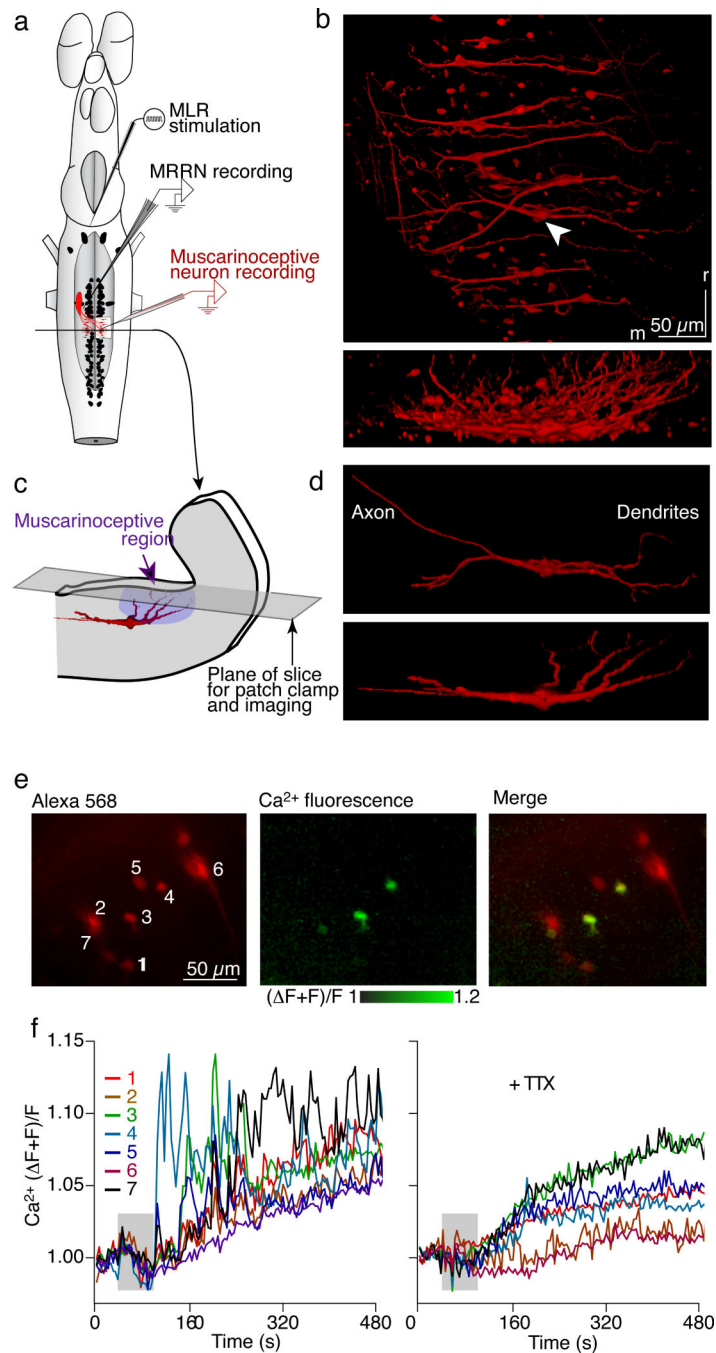 a
MLR
stimulation
MRRN recording
Muscarinoceptive
neuron recording
b
r
m
50 µm
c
Muscarinoceptive
region
Plane of slice
for patch clamp
and imaging
d
Axon
Dendrites
e
Alexa 568
Ca²⁺ fluorescence
Merge
5
6
4
2
3
7
1
50 µm
(ΔF+F)/F 1
1.2
f
1.15
1.10
1.05
1.00
Ca²⁺ (ΔF+F)/F
1
2
3
4
5
6
7
+ TTX
0
160
320
480
Time (s)
0
160
320
480
Time (s)